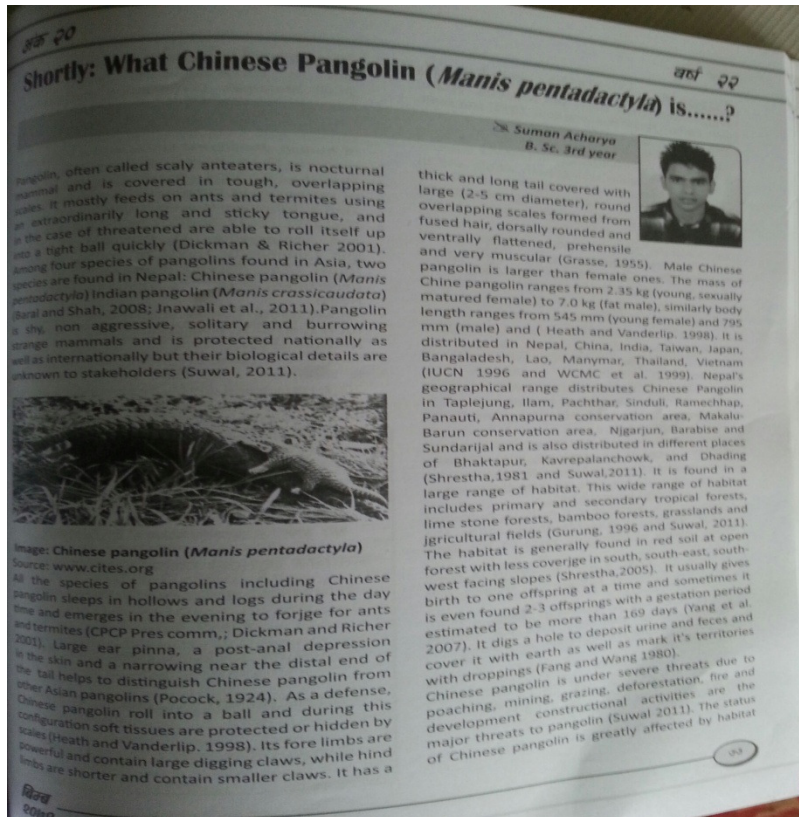 अंक २०
वर्ष २२
Shortly: What Chinese Pangolin (Manis pentadactyla) is......?
Suman Acharya
B. Sc. 3rd year
Pangolin, often called scaly anteaters, is nocturnal
mammal and is covered in tough, overlapping
scales. It mostly feeds on ants and termites using
an extraordinarily long and sticky tongue, and
in the case of threatened are able to roll itself up
into a tight ball quickly (Dickman & Richer 2001).
Among four species of pangolins found in Asia, two
species are found in Nepal: Chinese pangolin (Manis
pentadactyla) Indian pangolin (Manis crassicaudata)
(Baral and Shah, 2008; Jnawali et al., 2011).Pangolin
is shy, non aggressive, solitary and burrowing
strange mammals and is protected nationally as
well as internationally but their biological details are
unknown to stakeholders (Suwal, 2011).
Image: Chinese pangolin (Manis pentadactyla)
Source: www.cites.org
All the species of pangolins including Chinese
pangolin sleeps in hollows and logs during the day
time and emerges in the evening to forjge for ants
and termites (CPCP Pres comm,; Dickman and Richer
2001). Large ear pinna, a post-anal depression
in the skin and a narrowing near the distal end of
the tail helps to distinguish Chinese pangolin from
other Asian pangolins (Pocock, 1924). As a defense,
Chinese pangolin roll into a ball and during this
configuration soft tissues are protected or hidden by
scales (Heath and Vanderlip. 1998). Its fore limbs are
powerful and contain large digging claws, while hind
limbs are shorter and contain smaller claws. It has a
thick and long tail covered with
large (2-5 cm diameter), round
overlapping scales formed from
fused hair, dorsally rounded and
ventrally flattened, prehensile
and very muscular (Grasse, 1955). Male Chinese
pangolin is larger than female ones. The mass of
Chine pangolin ranges from 2.35 kg (young, sexually
matured female) to 7.0 kg (fat male), similarly body
length ranges from 545 mm (young female) and 795
mm (male) and ( Heath and Vanderlip. 1998). It is
distributed in Nepal, China, India, Taiwan, Japan,
Bangaladesh, Lao, Manymar, Thailand, Vietnam
(IUCN 1996 and WCMC et al. 1999). Nepal's
geographical range distributes Chinese Pangolin
in Taplejung, Ilam, Pachthar, Sinduli, Ramechhap,
Panauti, Annapurna conservation area, Makalu-
Barun conservation area, Njgarjun, Barabise and
Sundarijal and is also distributed in different places
of Bhaktapur, Kavrepalanchowk, and Dhading
(Shrestha,1981 and Suwal,2011). It is found in a
large range of habitat. This wide range of habitat
includes primary and secondary tropical forests,
lime stone forests, bamboo forests, grasslands and
jgricultural fields (Gurung, 1996 and Suwal, 2011).
The habitat is generally found in red soil at open
forest with less coverjge in south, south-east, south-
west facing slopes (Shrestha,2005). It usually gives
birth to one offspring at a time and sometimes it
is even found 2-3 offsprings with a gestation period
estimated to be more than 169 days (Yang et al.
2007). It digs a hole to deposit urine and feces and
cover it with earth as well as mark it's territories
with droppings (Fang and Wang 1980).
Chinese pangolin is under severe threats due to
poaching, mining, grazing, deforestation, fire and
development constructional activities are the
major threats to pangolin (Suwal 2011). The status
of Chinese pangolin is greatly affected by habitat
बिम्ब